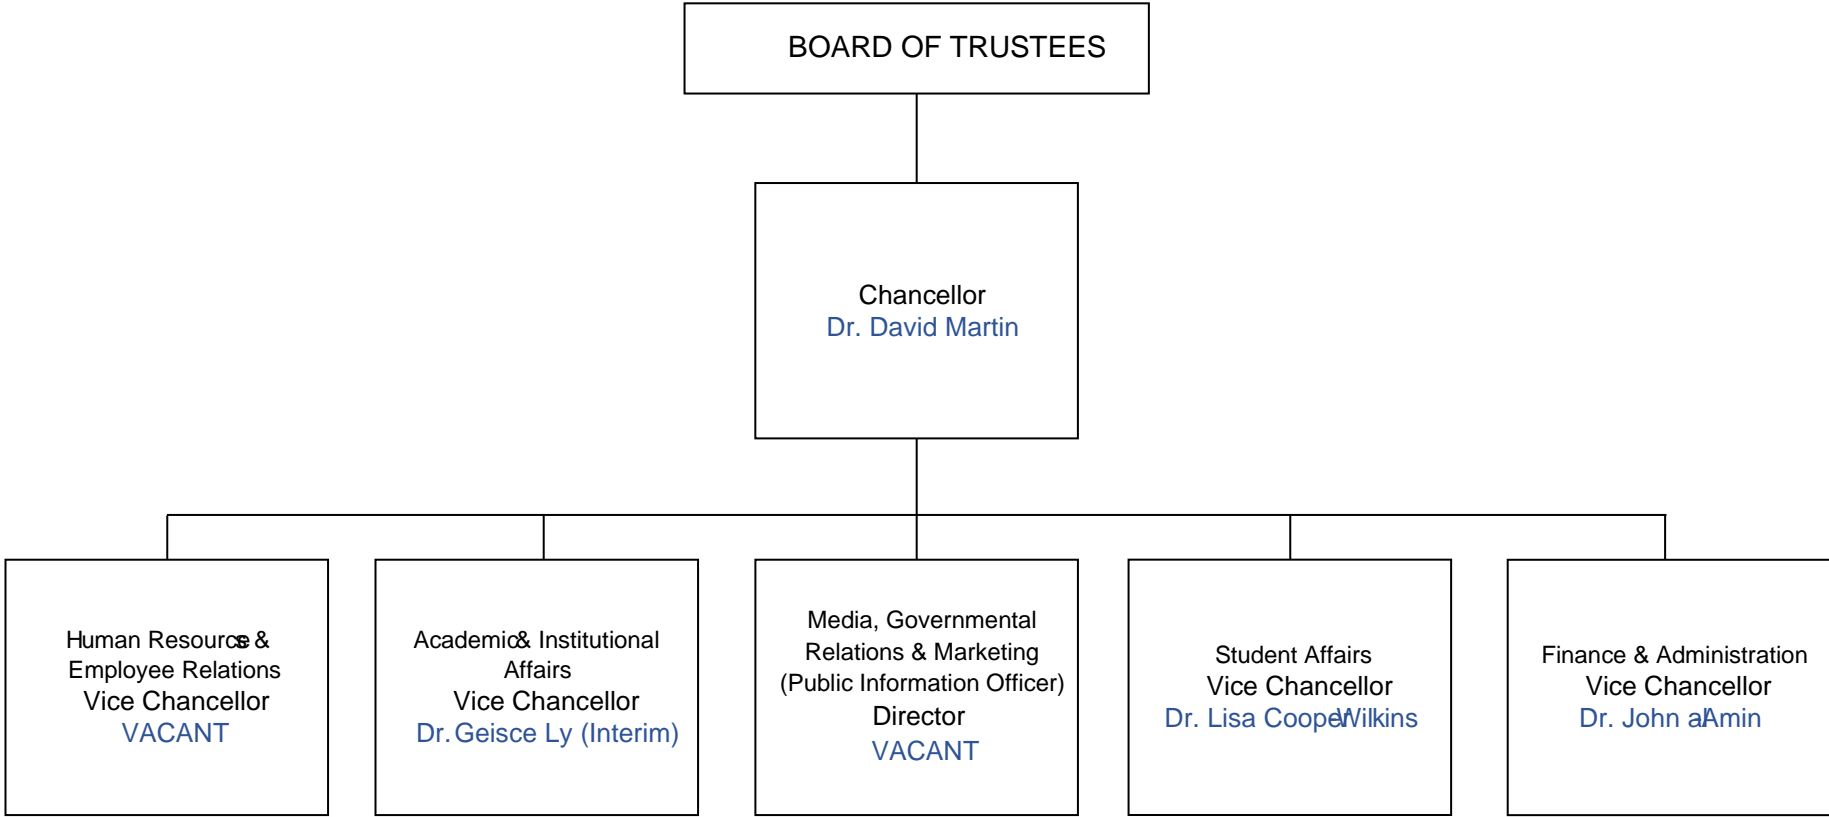 BOARD OF TRUSTEES
Chancellor
Dr. David Martin
Human Resources &
Employee Relations
Vice Chancellor
VACANT
Academic & Institutional
Affairs
Vice Chancellor
Dr. Geisce Ly (Interim)
Media, Governmental
Relations & Marketing
(Public Information Officer)
Director
VACANT
Student Affairs
Vice Chancellor
Dr. Lisa Cooper-Wilkins
Finance & Administration
Vice Chancellor
Dr. John al-Amin